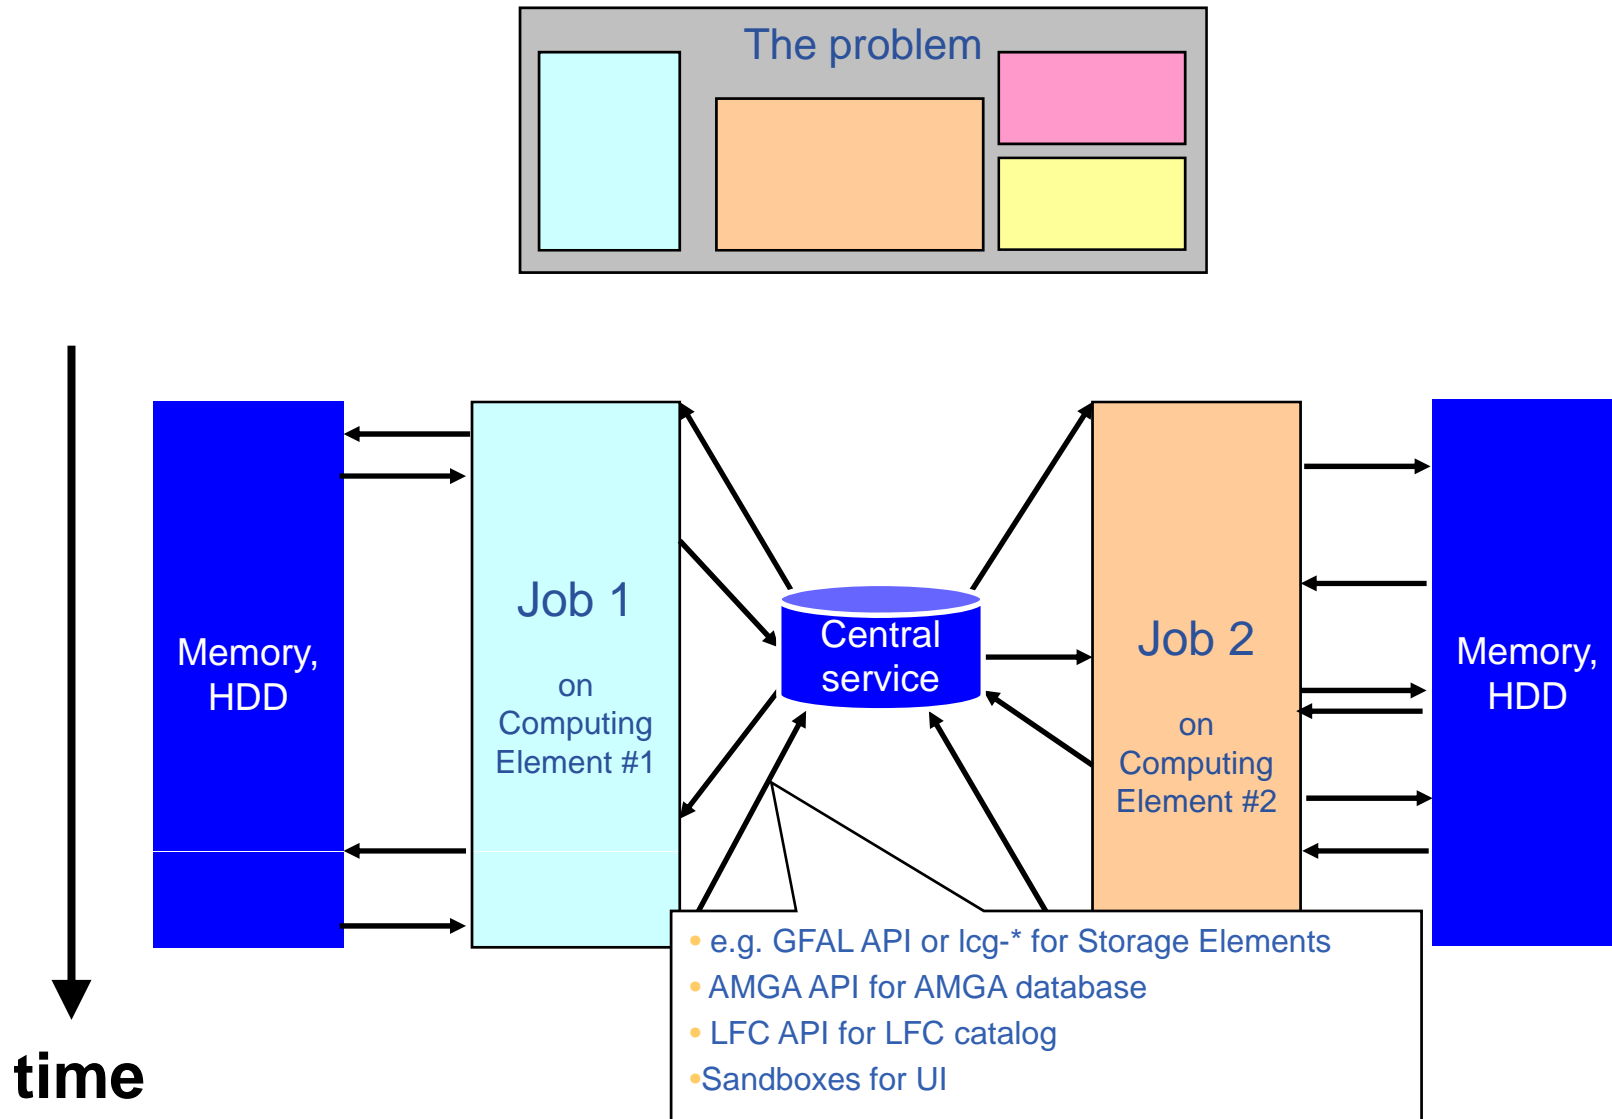 The problem
Memory,
HDD
Job 1
on
Computing
Element #1
Central
service
Job 2
on
Computing
Element #2
Memory,
HDD
• e.g. GFAL API or lcg-* for Storage Elements
• AMGA API for AMGA database
• LFC API for LFC catalog
•Sandboxes for UI
time